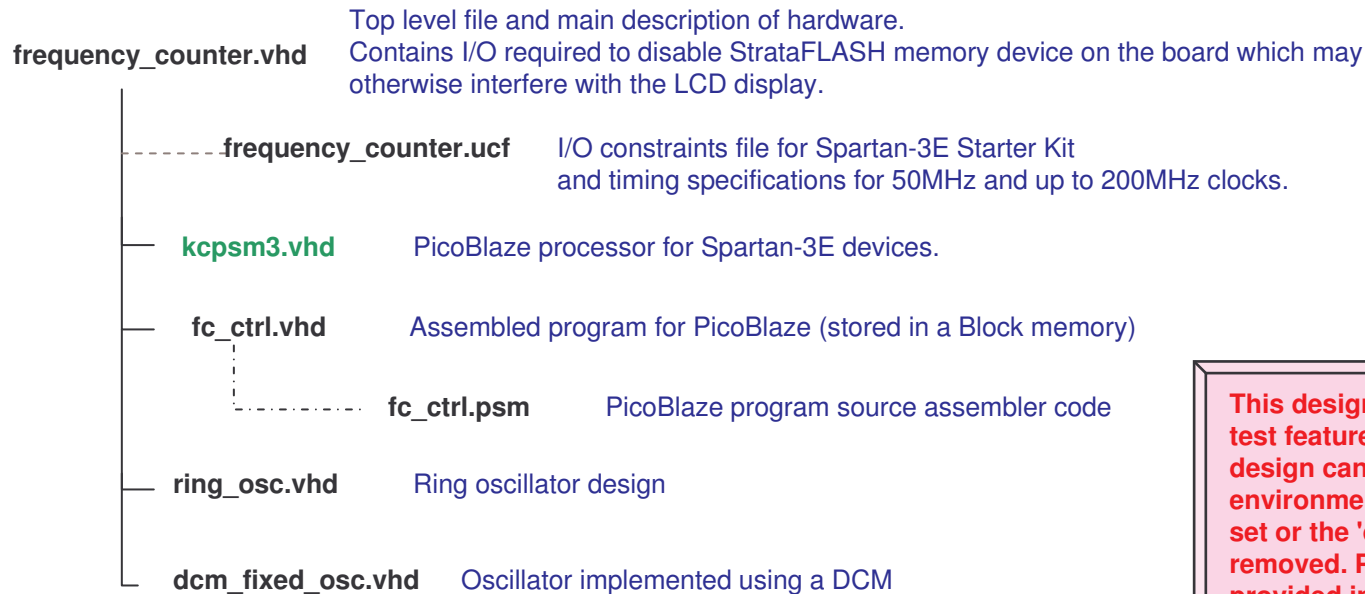 Top level file and main description of hardware.
frequency_counter.vhd Contains I/O required to disable StrataFLASH memory device on the board which may
otherwise interfere with the LCD display.
frequency_counter.ucf I/O constraints file for Spartan-3E Starter Kit
and timing specifications for 50MHz and up to 200MHz clocks.
kcpsm3.vhd PicoBlaze processor for Spartan-3E devices.
fc_ctrl.vhd Assembled program for PicoBlaze (stored in a Block memory)
fc_ctrl.psm PicoBlaze program source assembler code
This design
test feature
design can
ring_osc.vhd Ring oscillator design
environme
set or the '
removed. P
dcm_fixed_osc.vhd Oscillator implemented using a DCM
provided i